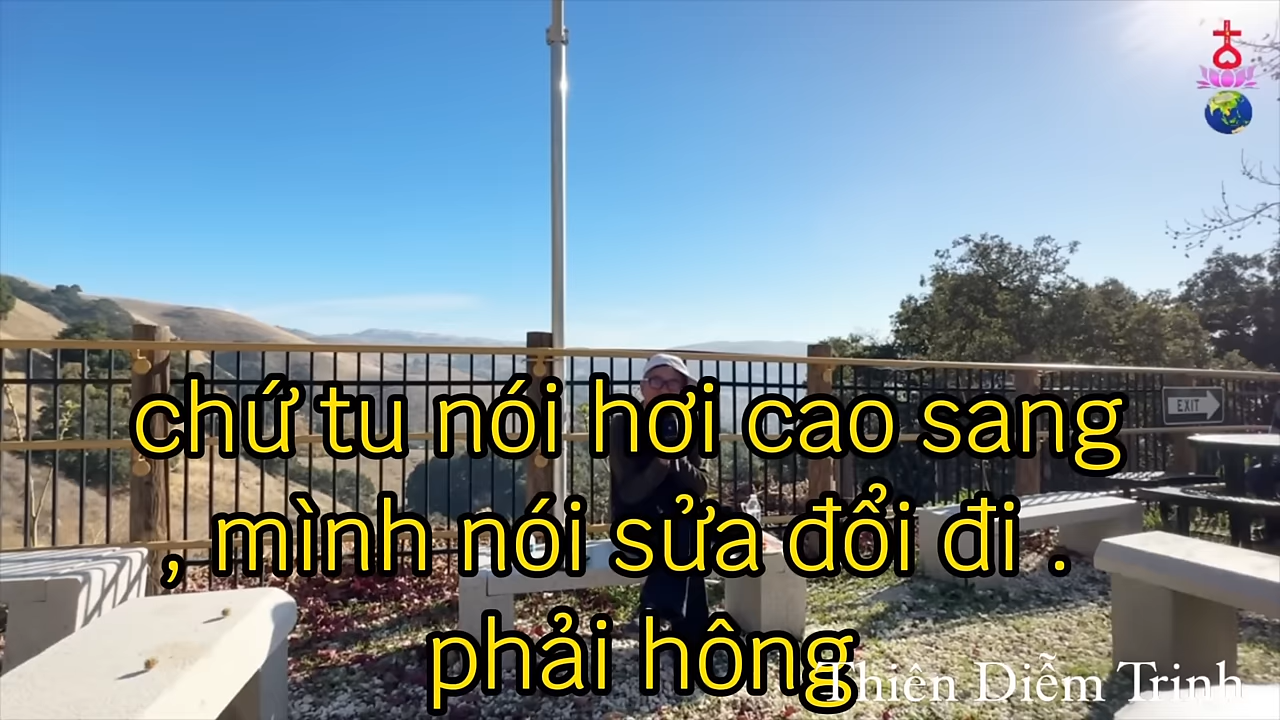 EXIT
chứ tu nói hơi cao sang
, mình nói sửa đổi đi .
phải hông
Thiên Diễm Trinh